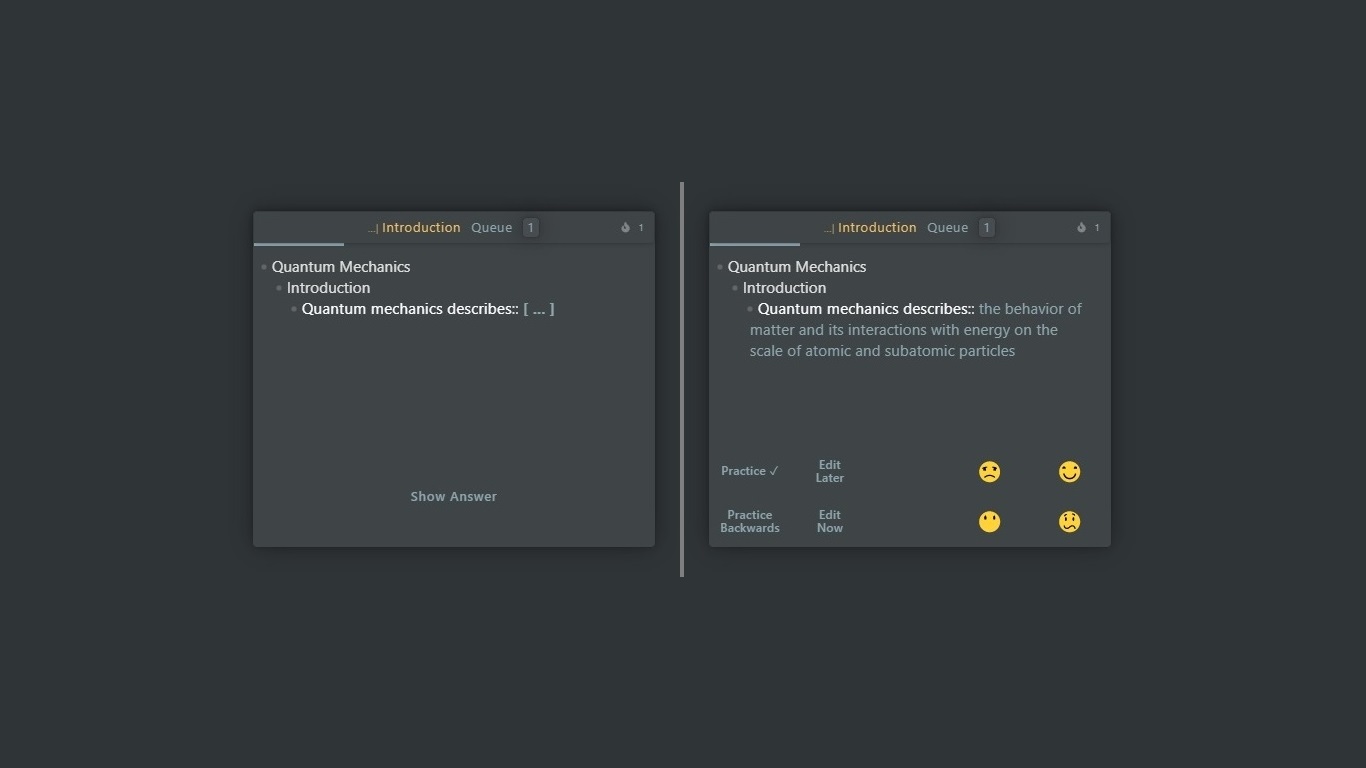 ...| Introduction Queue 1 1
Quantum Mechanics
Introduction
Quantum mechanics describes:: [ ... ]
Show Answer
...| Introduction Queue 1 1
Quantum Mechanics
Introduction
Quantum mechanics describes:: the behavior of
matter and its interactions with energy on the
scale of atomic and subatomic particles
Practice ✓
Edit
Later
Practice
Backwards
Edit
Now